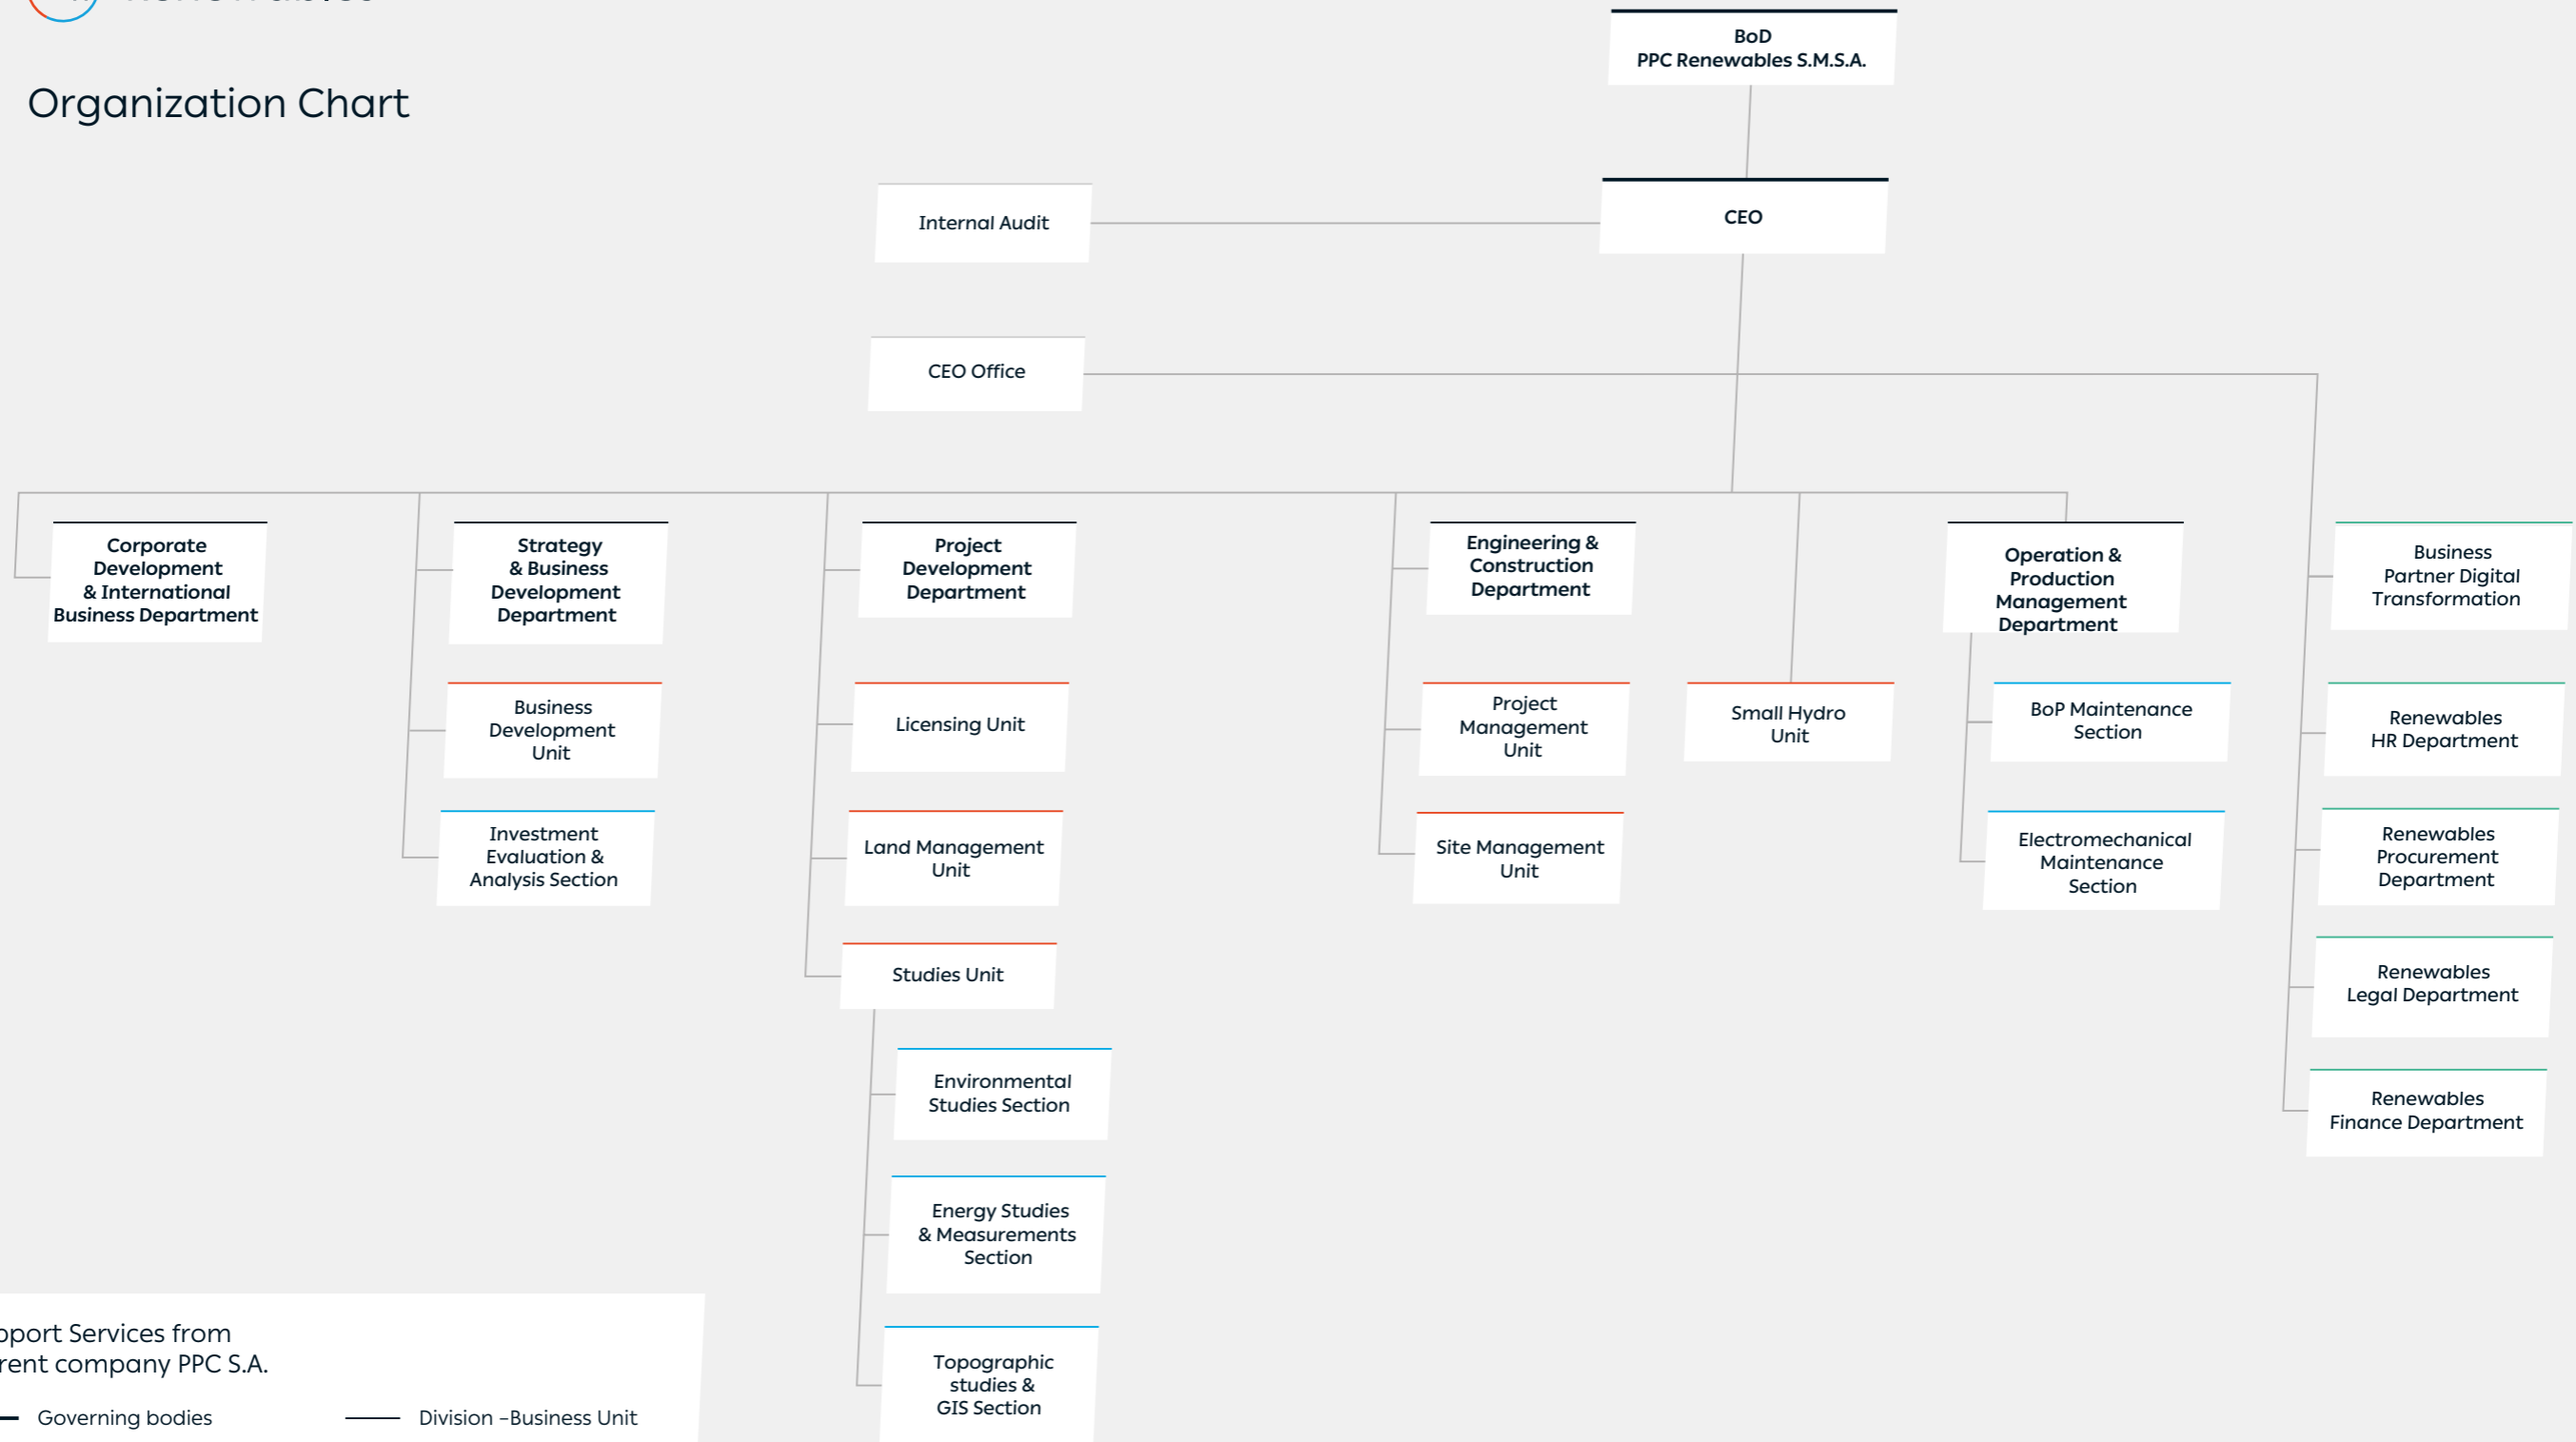 Organization Chart
BoD
PPC Renewables S.M.S.A.
Internal Audit
CEO
CEO Office
Corporate
Development
& International
Business Department
Strategy
& Business
Development
Department
Business
Development
Unit
Investment
Evaluation &
Analysis Section
Project
Development
Department
Licensing Unit
Land Management
Unit
Studies Unit
Environmental
Studies Section
Energy Studies
& Measurements
Section
Topographic
studies &
GIS Section
Engineering &
Construction
Department
Project
Management
Unit
Site Management
Unit
Small Hydro
Unit
Operation &
Production
Management
Department
BoP Maintenance
Section
Electromechanical
Maintenance
Section
Business
Partner Digital
Transformation
Renewables
HR Department
Renewables
Procurement
Department
Renewables
Legal Department
Renewables
Finance Department
Services from
company PPC S.A.
Governing bodies
Division –Business Unit